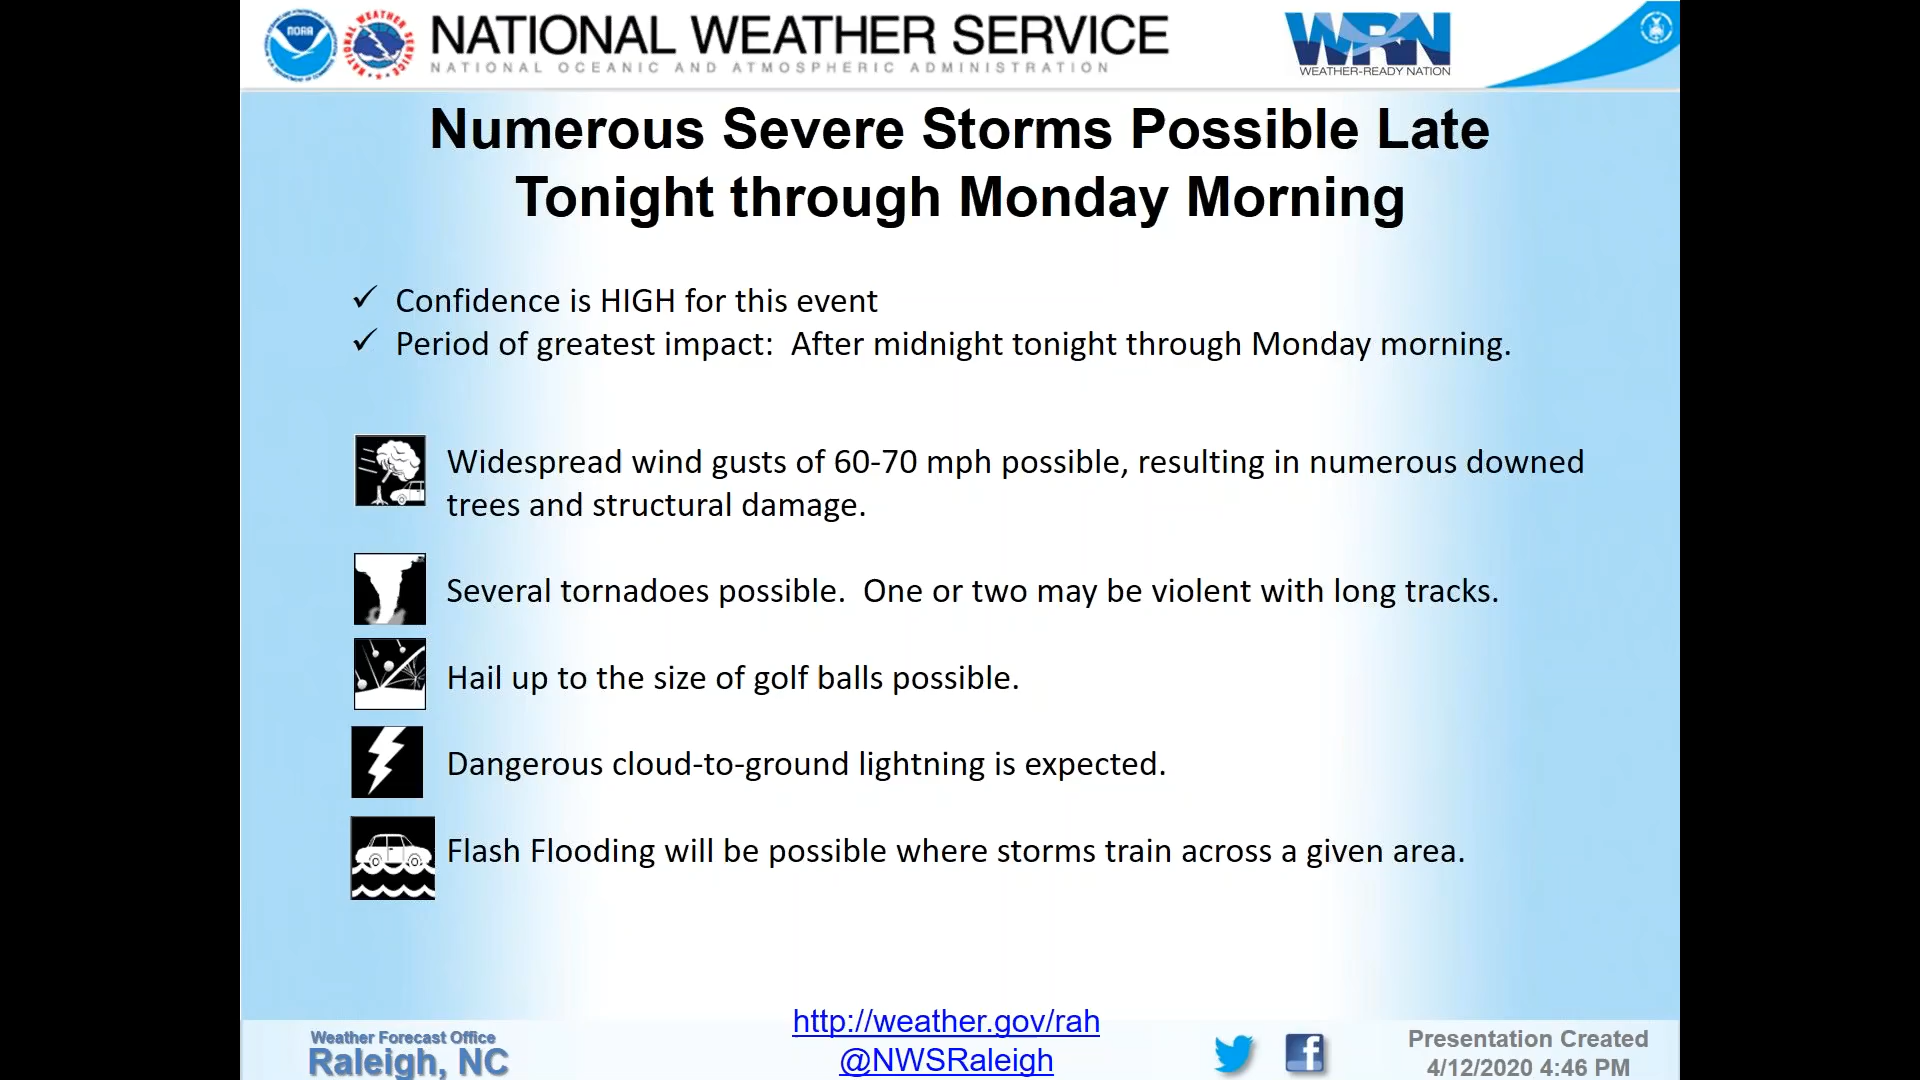 NOAA
NATIONAL WEATHER SERVICE
NATIONAL OCEANIC AND ATMOSPHERIC ADMINISTRATION
WRN
WEATHER-READY NATION
Numerous Severe Storms Possible Late
Tonight through Monday Morning
✓ Confidence is HIGH for this event
✓ Period of greatest impact:  After midnight tonight through Monday morning.
Widespread wind gusts of 60-70 mph possible, resulting in numerous downed
trees and structural damage.
Several tornadoes possible.  One or two may be violent with long tracks.
Hail up to the size of golf balls possible.
Dangerous cloud-to-ground lightning is expected.
Flash Flooding will be possible where storms train across a given area.
Weather Forecast Office
Raleigh, NC
http://weather.gov/rah
@NWSRaleigh
Presentation Created
4/12/2020 4:46 PM